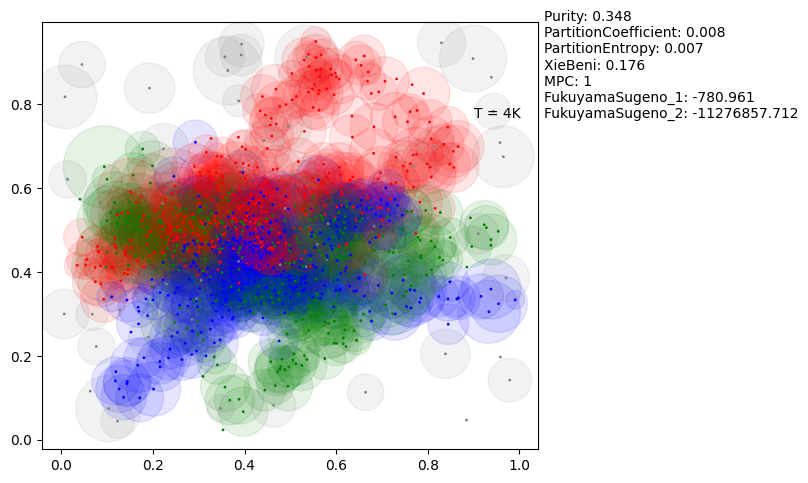 Purity: 0.348
PartitionCoefficient: 0.008
PartitionEntropy: 0.007
XieBeni: 0.176
MPC: 1
FukuyamaSugeno_1: -780.961
FukuyamaSugeno_2: -11276857.712
T = 4K
0.8
0.6
0.4
0.2
0.0
0.0 0.2 0.4 0.6 0.8 1.0